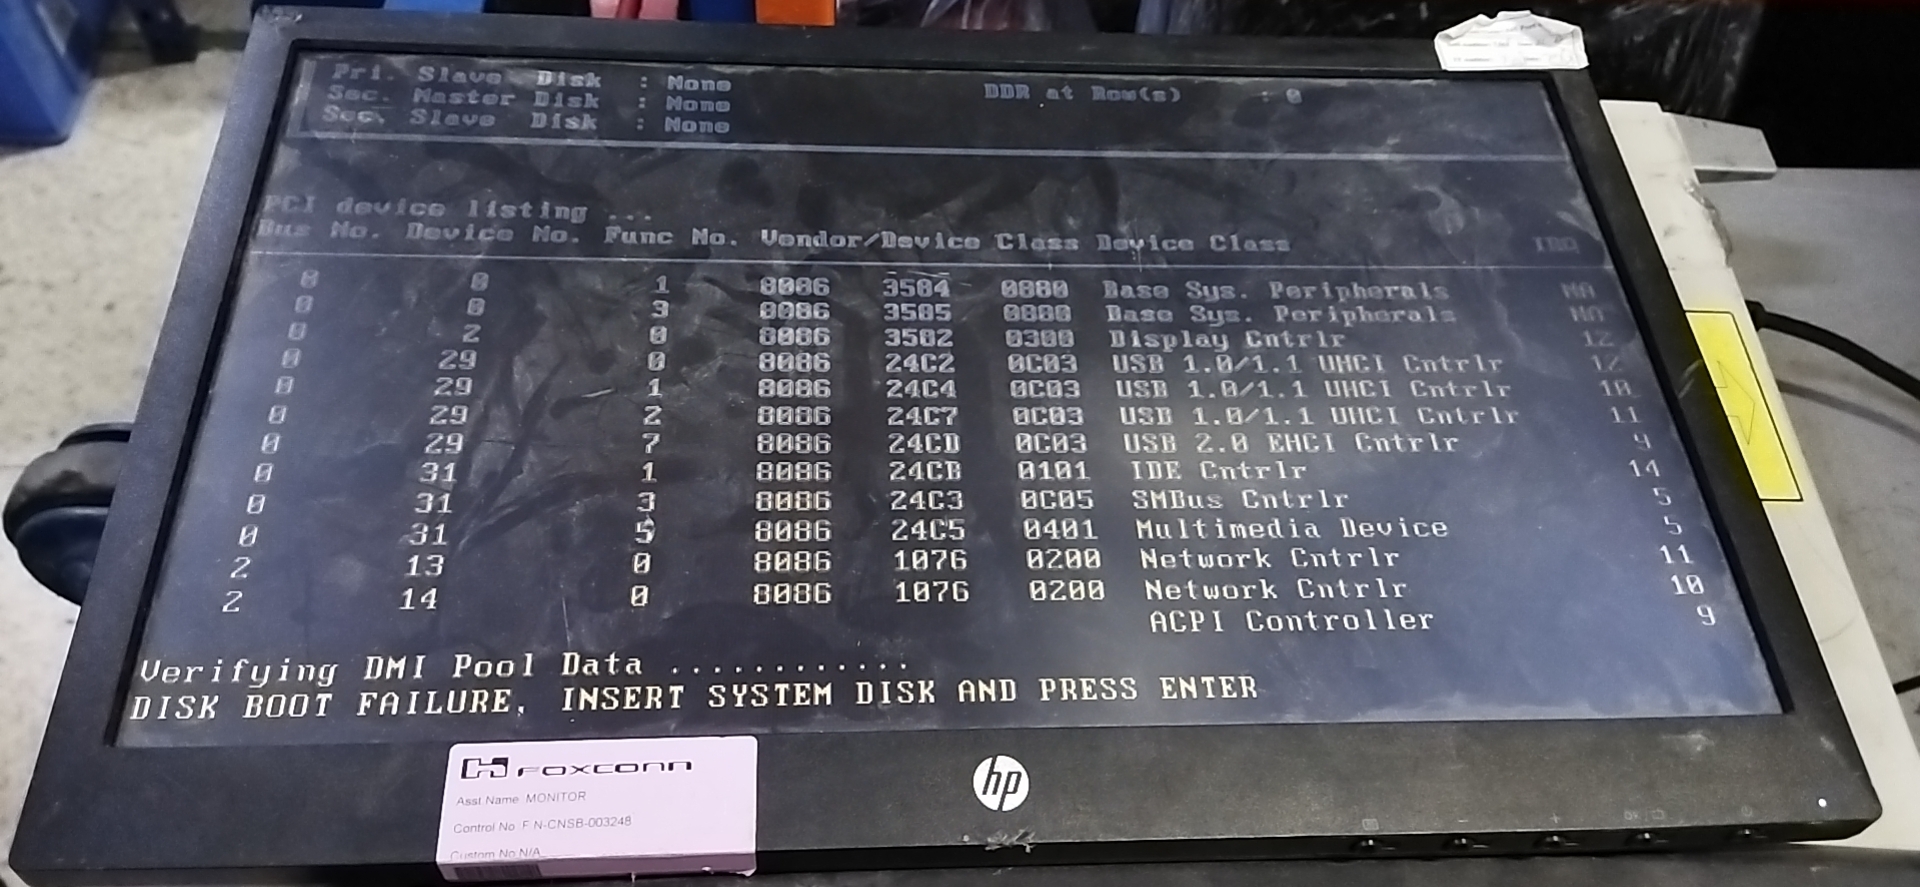 Pri. Slave Disk : None DDR at Row(s) : 0
Sec. Master Disk : None
Sec. Slave Disk : None
PCI device listing ...
Bus No. Device No. Func No. Vendor/Device Class Device Class IRQ
0 0 1 8086 3584 0880 Base Sys. Peripherals NA
0 0 3 8086 3585 0880 Base Sys. Peripherals NA
0 2 0 8086 3582 0300 Display Cntrlr 12
0 29 0 8086 24C2 0C03 USB 1.0/1.1 UHCI Cntrlr 12
0 29 1 8086 24C4 0C03 USB 1.0/1.1 UHCI Cntrlr 10
0 29 2 8086 24C7 0C03 USB 1.0/1.1 UHCI Cntrlr 11
0 29 7 8086 24CD 0C03 USB 2.0 EHCI Cntrlr 9
0 31 1 8086 24CB 0101 IDE Cntrlr 14
0 31 3 8086 24C3 0C05 SMBus Cntrlr 5
0 31 5 8086 24C5 0401 Multimedia Device 5
2 13 0 8086 1076 0200 Network Cntrlr 11
2 14 0 8086 1076 0200 Network Cntrlr 10
ACPI Controller 9
Verifying DMI Pool Data ............
DISK BOOT FAILURE, INSERT SYSTEM DISK AND PRESS ENTER
FOXCONN
Asst.Name MONITOR
Control No F N-CNSB-003248
Custom No N/A
hp